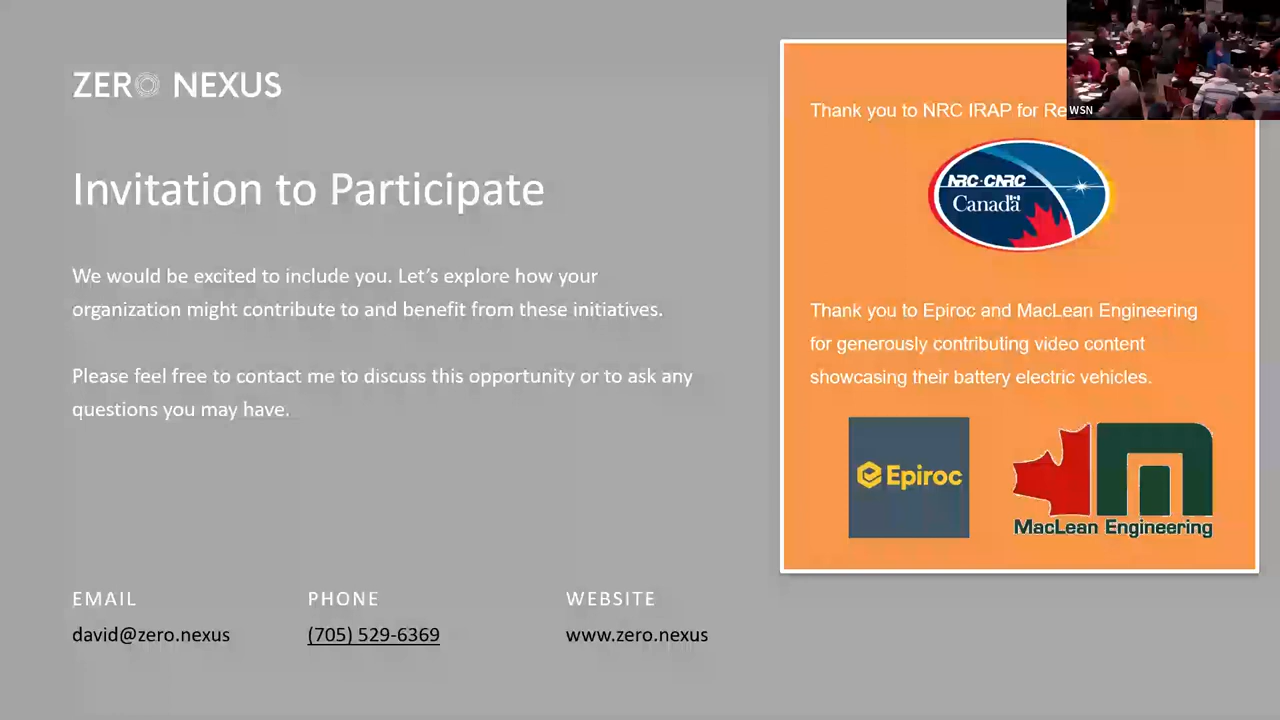 ZERO NEXUS
Invitation to Participate
We would be excited to include you. Let’s explore how your
organization might contribute to and benefit from these initiatives.
Please feel free to contact me to discuss this opportunity or to ask any
questions you may have.
EMAIL
david@zero.nexus
PHONE
(705) 529-6369
WEBSITE
www.zero.nexus
WSN
Thank you to NRC IRAP for
NRC·CNRC
Canada
Thank you to Epiroc and MacLean Engineering
for generously contributing video content
showcasing their battery electric vehicles.
Epiroc
MacLean Engineering